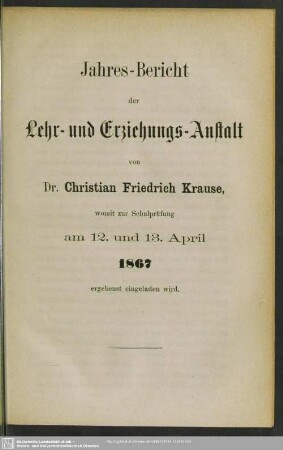 Jahres-Bericht
der
Lehr- und Erziehungs-Anstalt
von
Dr. Christian Friedrich Krause,
womit zur Schulprüfung
am 12. und 13. April
1867
ergebenst eingeladen wird.